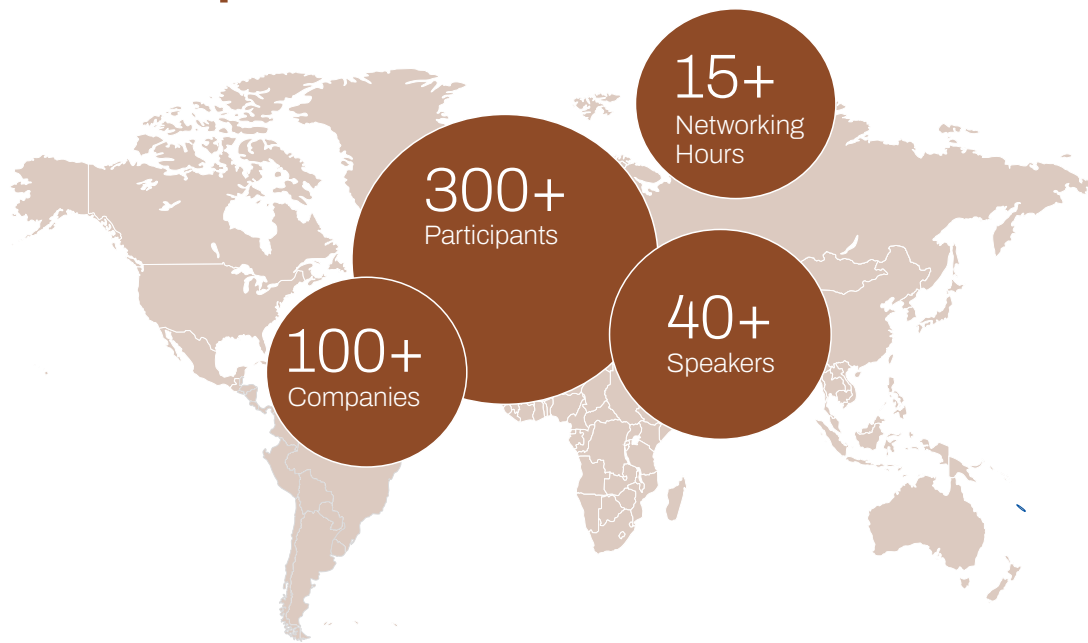 15+
Networking
Hours
300+
Participants
40+
Speakers
100+
Companies